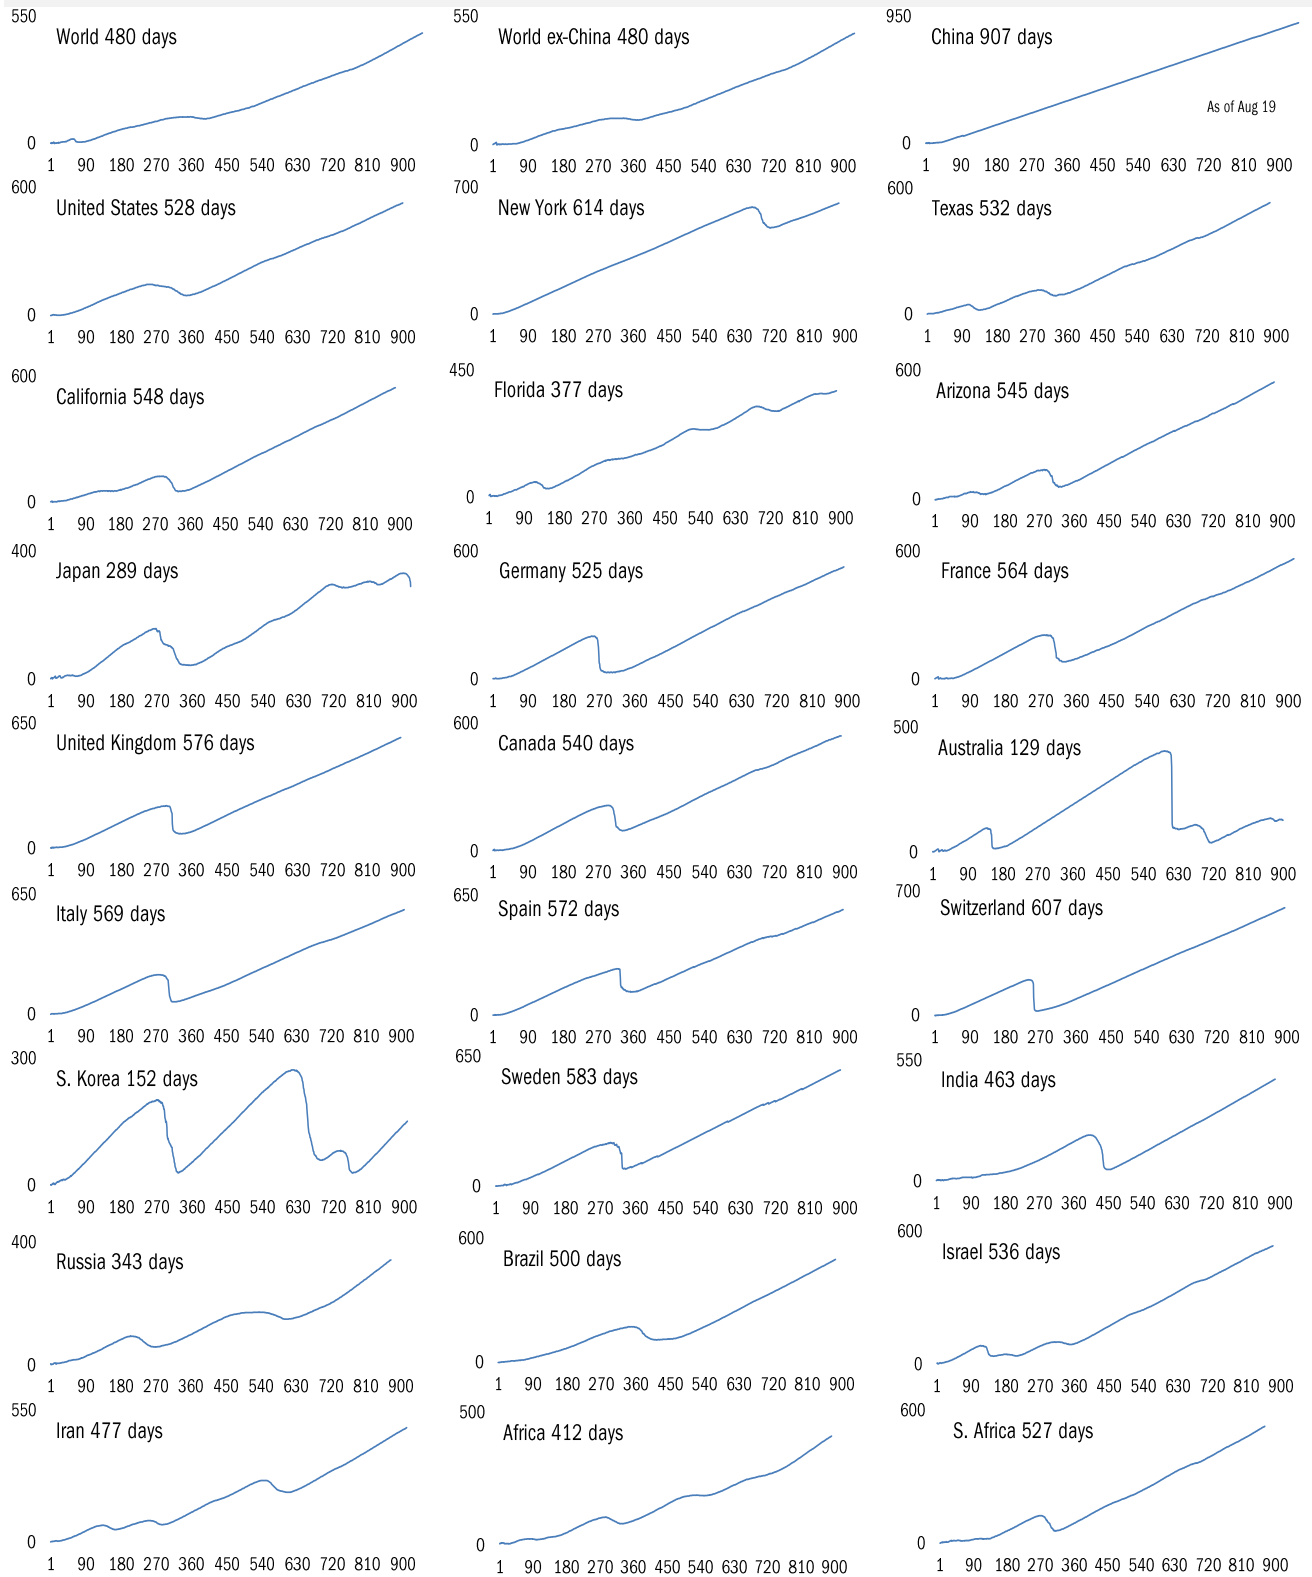 550
World 480 days
0
1 90 180 270 360 450 540 630 720 810 900
550
World ex-China 480 days
0
1 90 180 270 360 450 540 630 720 810 900
950
China 907 days
As of Aug 19
0
1 90 180 270 360 450 540 630 720 810 900
600
United States 528 days
0
1 90 180 270 360 450 540 630 720 810 900
700
New York 614 days
0
1 90 180 270 360 450 540 630 720 810 900
600
Texas 532 days
0
1 90 180 270 360 450 540 630 720 810 900
600
California 548 days
0
1 90 180 270 360 450 540 630 720 810 900
450
Florida 377 days
0
1 90 180 270 360 450 540 630 720 810 900
600
Arizona 545 days
0
1 90 180 270 360 450 540 630 720 810 900
400
Japan 289 days
0
1 90 180 270 360 450 540 630 720 810 900
600
Germany 525 days
0
1 90 180 270 360 450 540 630 720 810 900
600
France 564 days
0
1 90 180 270 360 450 540 630 720 810 900
650
United Kingdom 576 days
0
1 90 180 270 360 450 540 630 720 810 900
600
Canada 540 days
0
1 90 180 270 360 450 540 630 720 810 900
500
Australia 129 days
0
1 90 180 270 360 450 540 630 720 810 900
650
Italy 569 days
0
1 90 180 270 360 450 540 630 720 810 900
650
Spain 572 days
0
1 90 180 270 360 450 540 630 720 810 900
700
Switzerland 607 days
0
1 90 180 270 360 450 540 630 720 810 900
300
S. Korea 152 days
0
1 90 180 270 360 450 540 630 720 810 900
650
Sweden 583 days
0
1 90 180 270 360 450 540 630 720 810 900
550
India 463 days
0
1 90 180 270 360 450 540 630 720 810 900
400
Russia 343 days
0
1 90 180 270 360 450 540 630 720 810 900
600
Brazil 500 days
0
1 90 180 270 360 450 540 630 720 810 900
600
Israel 536 days
0
1 90 180 270 360 450 540 630 720 810 900
550
Iran 477 days
0
1 90 180 270 360 450 540 630 720 810 900
500
Africa 412 days
0
1 90 180 270 360 450 540 630 720 810 900
600
S. Africa 527 days
0
1 90 180 270 360 450 540 630 720 810 900